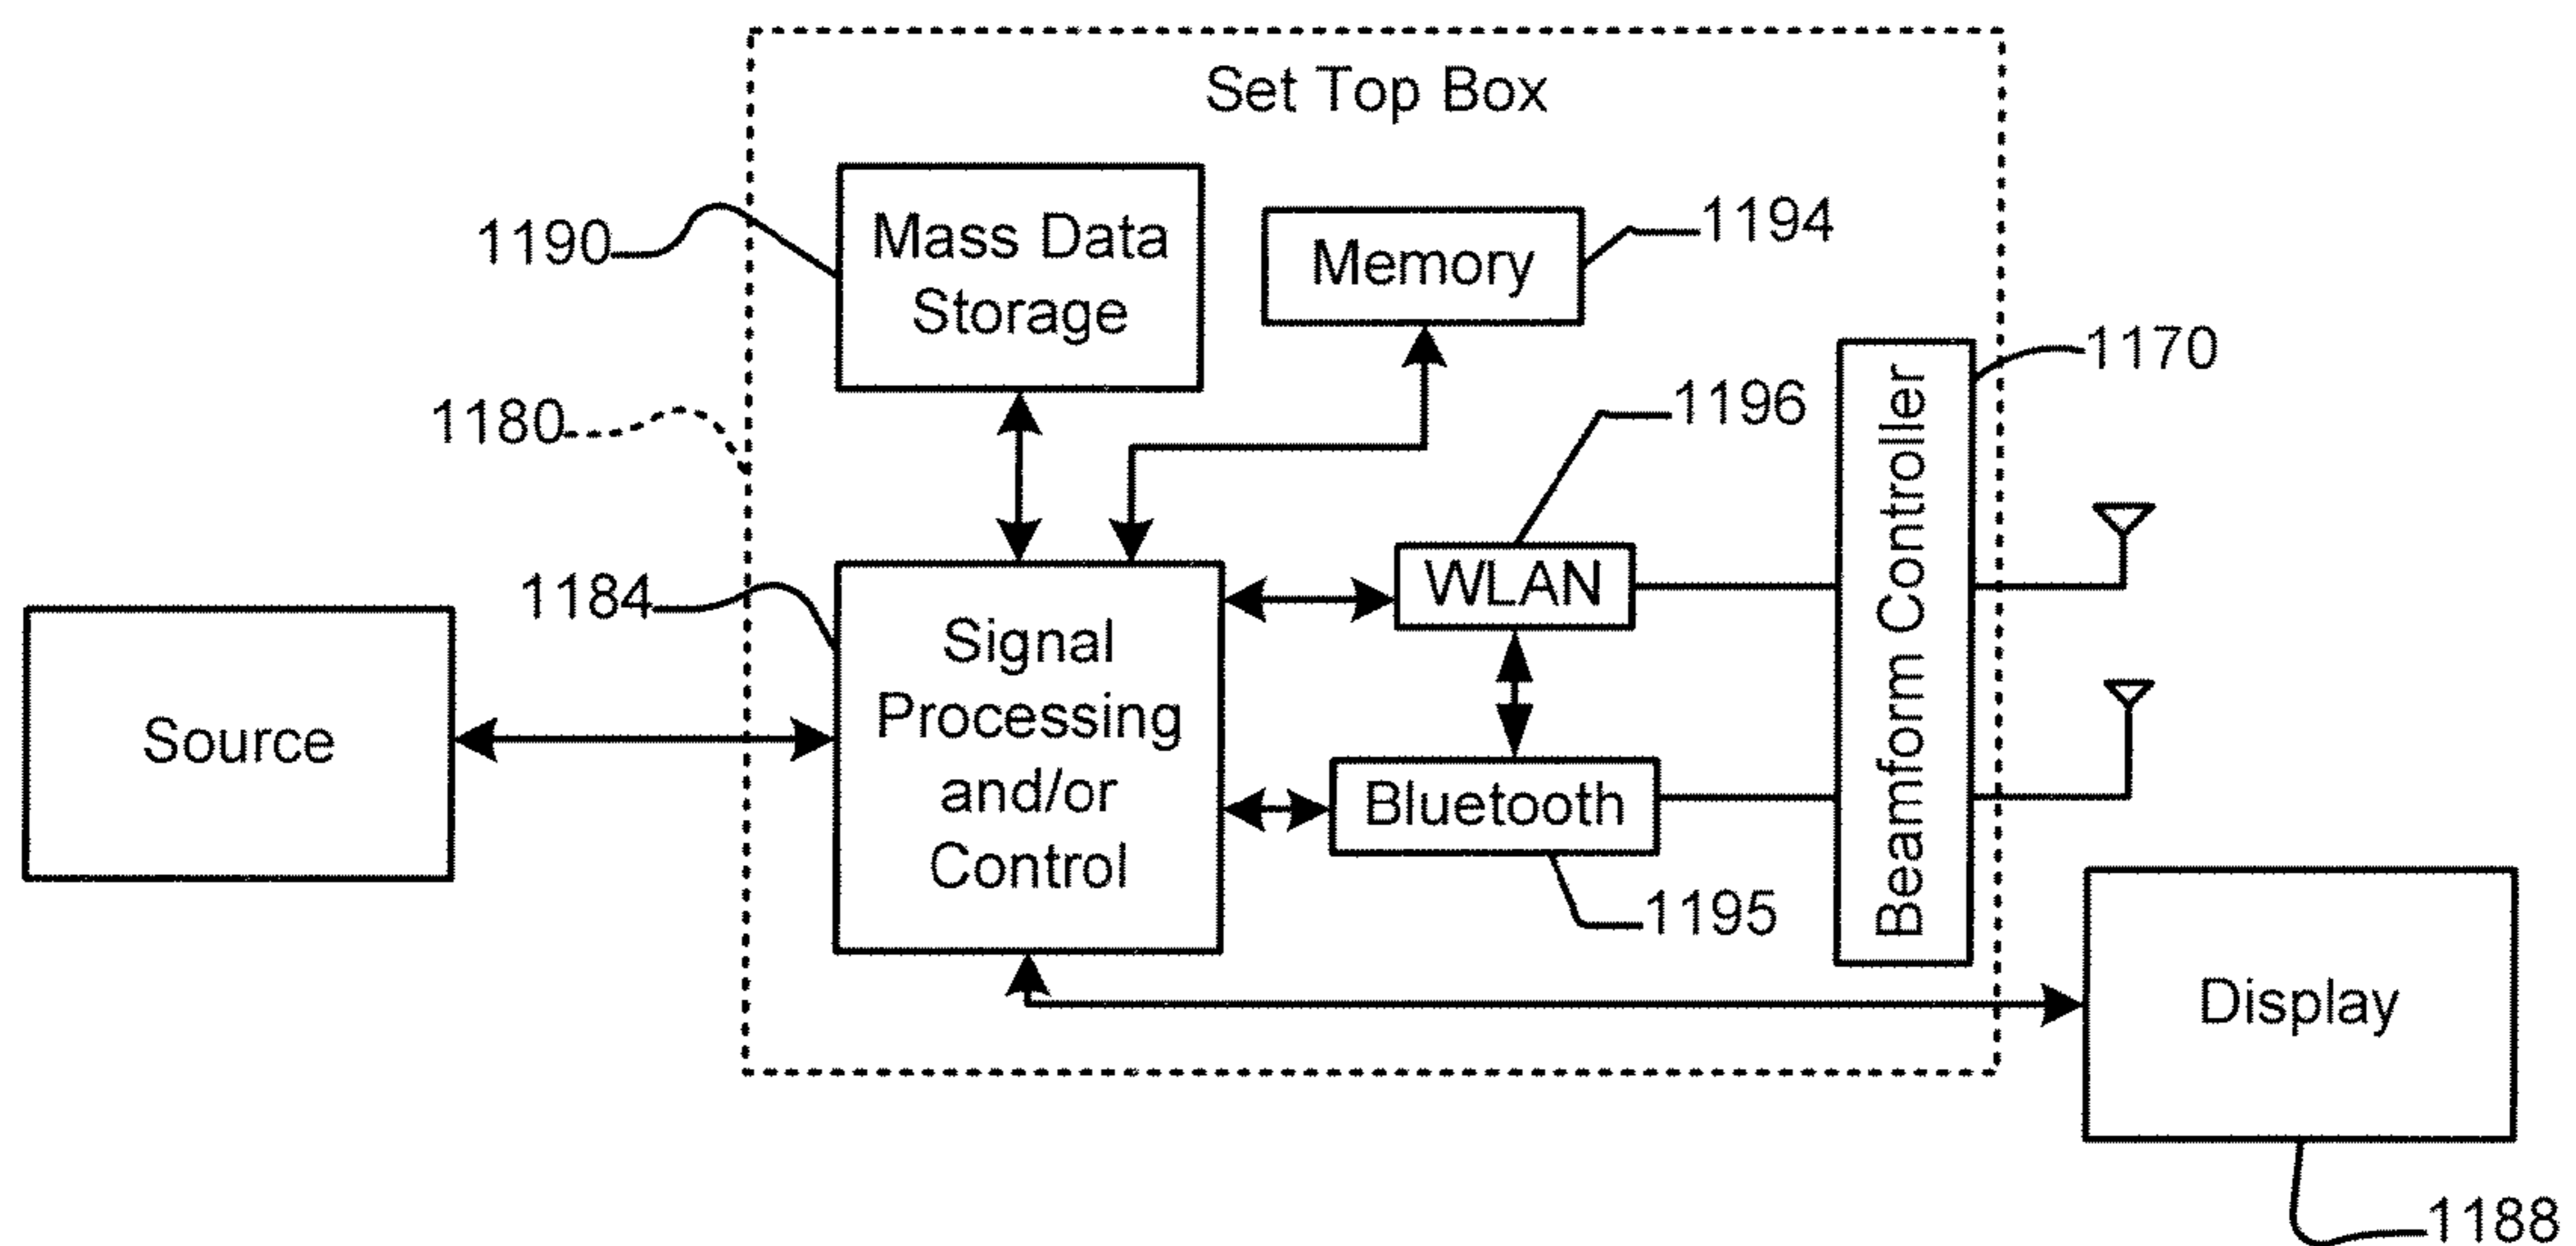 Set Top Box
1190
Mass Data
Storage
Memory
1194
1170
1180
1196
Beamform Controller
1184
WLAN
Source
Signal
Processing
and/or
Control
Bluetooth
1195
Display
1188